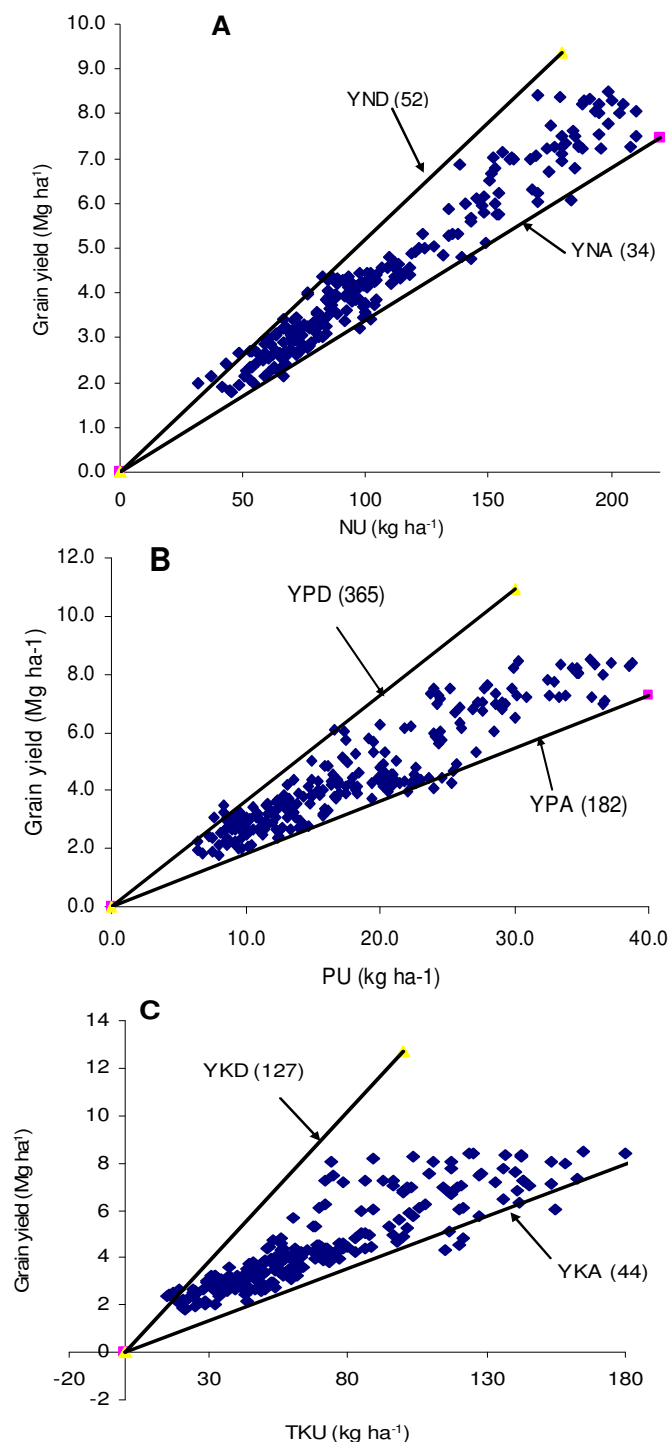 A
10.0
9.0
8.0
7.0
6.0
5.0
4.0
3.0
2.0
1.0
0.0
Grain yield (Mg ha¹)
YND (52)
YNA (34)
0 50 100 150 200
NU (kg ha⁻¹)
B
12.0
10.0
8.0
6.0
4.0
2.0
0.0
Grain yield (Mg ha-1)
YPD (365)
YPA (182)
0.0 10.0 20.0 30.0 40.0
PU (kg ha-1)
C
14
12
10
8
6
4
2
0
-2
Grain yield (Mg ha¹)
YKD (127)
YKA (44)
-20 30 80 130 180
TKU (kg ha⁻¹)